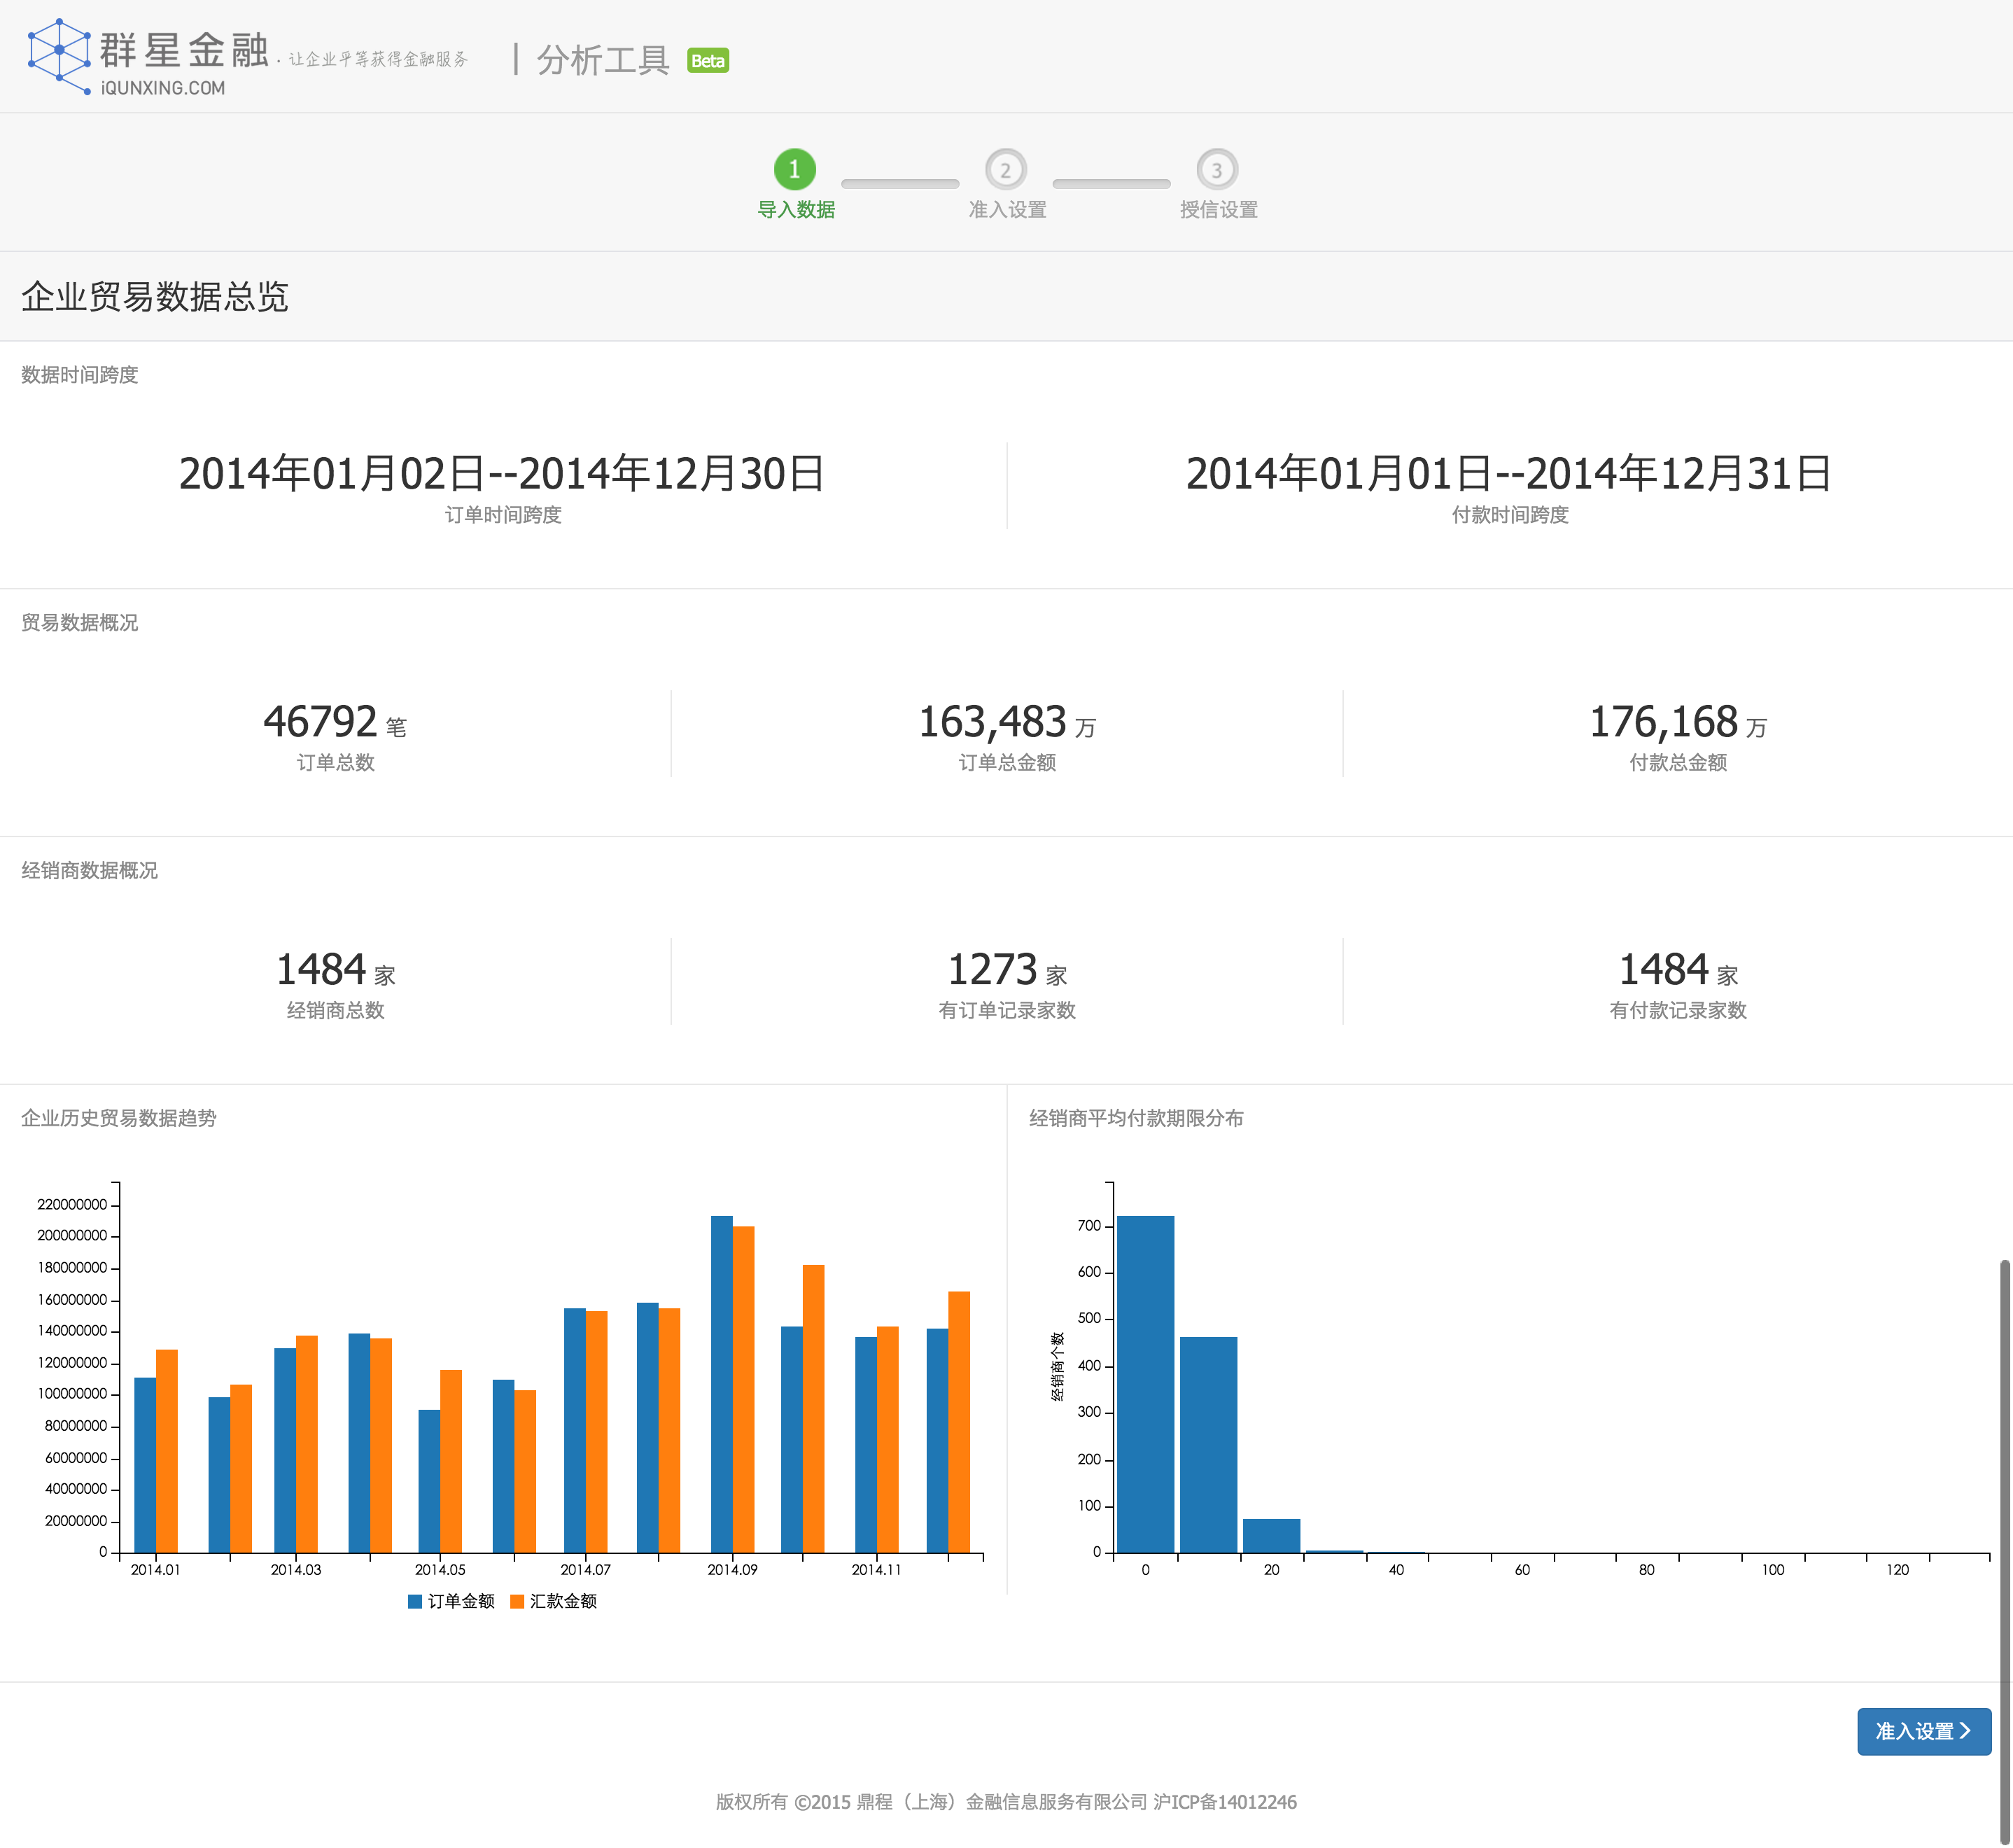 群星金融
· 让企业平等获得金融服务
iQUNXING.COM
| 分析工具 Beta
1 2 3
导入数据 准入设置 授信设置
企业贸易数据总览
数据时间跨度
2014年01月02日--2014年12月30日
订单时间跨度
2014年01月01日--2014年12月31日
付款时间跨度
贸易数据概况
46792 笔
订单总数
163,483 万
订单总金额
176,168 万
付款总金额
经销商数据概况
1484 家
经销商总数
1273 家
有订单记录家数
1484 家
有付款记录家数
企业历史贸易数据趋势
220000000
200000000
180000000
160000000
140000000
120000000
100000000
80000000
60000000
40000000
20000000
0
2014.01 2014.03 2014.05 2014.07 2014.09 2014.11
订单金额 汇款金额
经销商平均付款期限分布
经销商个数
700
600
500
400
300
200
100
0
0 20 40 60 80 100 120
准入设置
版权所有 ©2015 鼎程（上海）金融信息服务有限公司 沪ICP备14012246